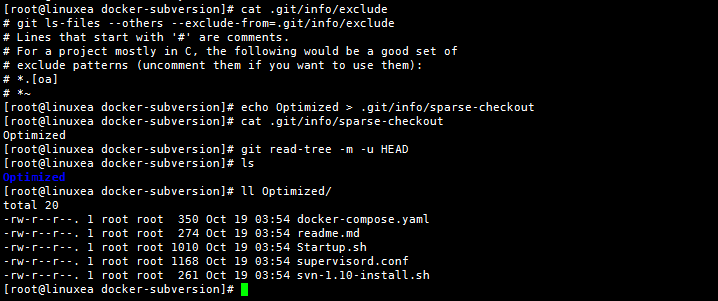 [root@linuxea docker-subversion]# cat .git/info/exclude
# git ls-files --others --exclude-from=.git/info/exclude
# Lines that start with '#' are comments.
# For a project mostly in C, the following would be a good set of
# exclude patterns (uncomment them if you want to use them):
# *.[oa]
# *~
[root@linuxea docker-subversion]# echo Optimized > .git/info/sparse-checkout
[root@linuxea docker-subversion]# cat .git/info/sparse-checkout
Optimized
[root@linuxea docker-subversion]# git read-tree -m -u HEAD
[root@linuxea docker-subversion]# ls
Optimized
[root@linuxea docker-subversion]# ll Optimized/
total 20
-rw-r--r--. 1 root root  350 Oct 19 03:54 docker-compose.yaml
-rw-r--r--. 1 root root  274 Oct 19 03:54 readme.md
-rw-r--r--. 1 root root 1010 Oct 19 03:54 Startup.sh
-rw-r--r--. 1 root root 1168 Oct 19 03:54 supervisord.conf
-rw-r--r--. 1 root root  261 Oct 19 03:54 svn-1.10-install.sh
[root@linuxea docker-subversion]#